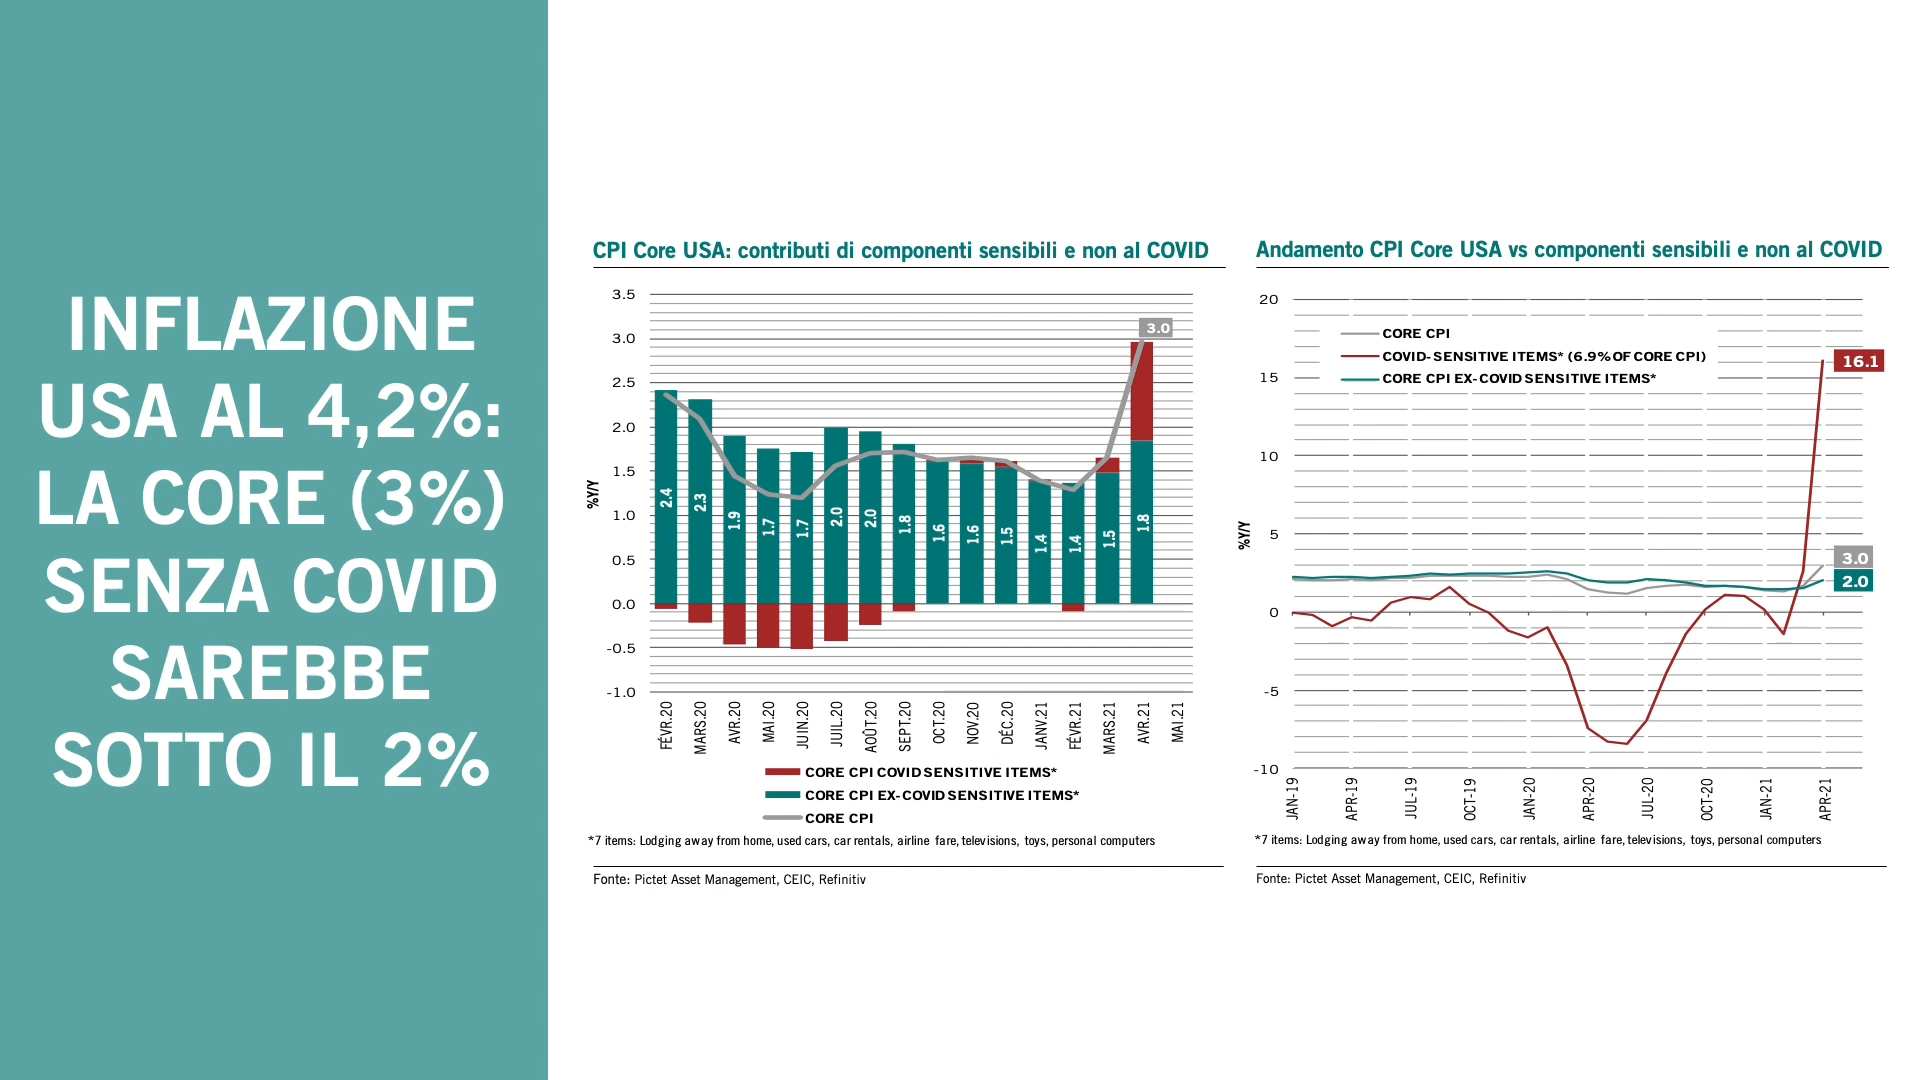 INFLAZIONE
USA AL 4,2%:
LA CORE (3%)
SENZA COVID
SAREBBE
SOTTO IL 2%
CPI Core USA: contributi di componenti sensibili e non al COVID
3.5
3.0
2.5
2.0
1.5
1.0
0.5
0.0
-0.5
-1.0
%Y/Y
3.0
2.4
2.3
1.9
1.7
1.7
2.0
2.0
1.8
1.6
1.6
1.5
1.4
1.4
1.5
1.8
FÉVR.20
MARS.20
AVR.20
MAI.20
JUIN.20
JUIL.20
AOÛT.20
SEPT.20
OCT.20
NOV.20
DÉC.20
JANV.21
FÉVR.21
MARS.21
AVR.21
MAI.21
CORE CPI COVID SENSITIVE ITEMS*
CORE CPI EX-COVID SENSITIVE ITEMS*
CORE CPI
*7 items: Lodging away from home, used cars, car rentals, airline fare, televisions, toys, personal computers
Fonte: Pictet Asset Management, CEIC, Refinitiv
Andamento CPI Core USA vs componenti sensibili e non al COVID
20
15
10
5
0
-5
-10
%Y/Y
CORE CPI
COVID-SENSITIVE ITEMS* (6.9% OF CORE CPI)
CORE CPI EX-COVID SENSITIVE ITEMS*
16.1
3.0
2.0
JAN-19
APR-19
JUL-19
OCT-19
JAN-20
APR-20
JUL-20
OCT-20
JAN-21
APR-21
*7 items: Lodging away from home, used cars, car rentals, airline fare, televisions, toys, personal computers
Fonte: Pictet Asset Management, CEIC, Refinitiv